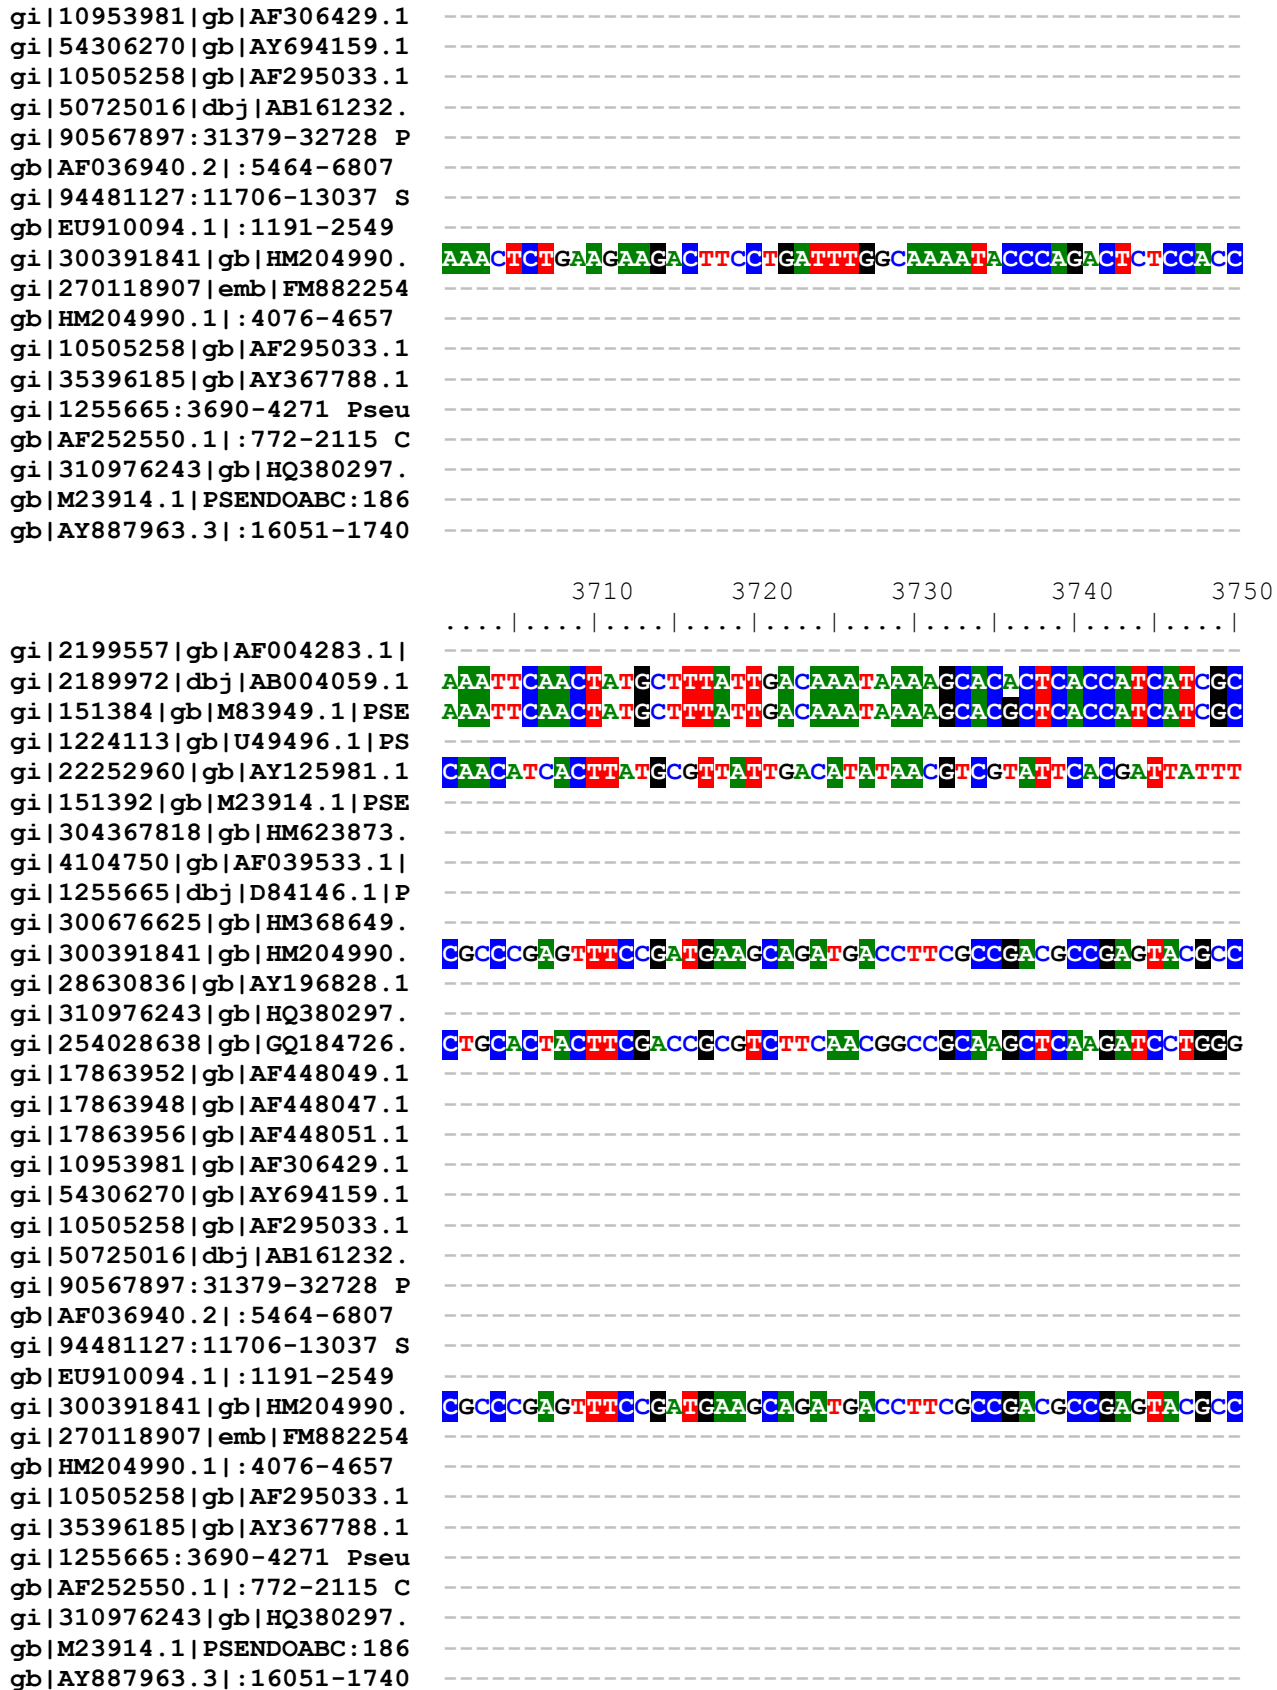 gi|10953981|gb|AF306429.1 --------------------------------------------------
gi|54306270|gb|AY694159.1 --------------------------------------------------
gi|10505258|gb|AF295033.1 --------------------------------------------------
gi|50725016|dbj|AB161232. --------------------------------------------------
gi|90567897:31379-32728 P --------------------------------------------------
gb|AF036940.2|:5464-6807 --------------------------------------------------
gi|94481127:11706-13037 S --------------------------------------------------
gb|EU910094.1|:1191-2549 --------------------------------------------------
gi|300391841|gb|HM204990. AAACTCTGAAGAAGACTTCCTGATTTGGCAAAATACCCAGACTCTCCACC
gi|270118907|emb|FM882254 --------------------------------------------------
gb|HM204990.1|:4076-4657 --------------------------------------------------
gi|10505258|gb|AF295033.1 --------------------------------------------------
gi|35396185|gb|AY367788.1 --------------------------------------------------
gi|1255665:3690-4271 Pseu --------------------------------------------------
gb|AF252550.1|:772-2115 C --------------------------------------------------
gi|310976243|gb|HQ380297. --------------------------------------------------
gb|M23914.1|PSENDOABC:186 --------------------------------------------------
gb|AY887963.3|:16051-1740 --------------------------------------------------
3710 3720 3730 3740 3750
....|....|....|....|....|....|....|....|....|....|
gi|2199557|gb|AF004283.1| --------------------------------------------------
gi|2189972|dbj|AB004059.1 AAATTCAACTATGCTTTATTGACAAATAAAAGCACACTCACCATCATCGC
gi|151384|gb|M83949.1|PSE AAATTCAACTATGCTTTATTGACAAATAAAAGCACGCTCACCATCATCGC
gi|1224113|gb|U49496.1|PS --------------------------------------------------
gi|22252960|gb|AY125981.1 CAACATCACTTATGCGTTATTGACATATAACGTCGTATTCACGATTATTT
gi|151392|gb|M23914.1|PSE --------------------------------------------------
gi|304367818|gb|HM623873. --------------------------------------------------
gi|4104750|gb|AF039533.1| --------------------------------------------------
gi|1255665|dbj|D84146.1|P --------------------------------------------------
gi|300676625|gb|HM368649. --------------------------------------------------
gi|300391841|gb|HM204990. CGCCCGAGTTTCCGATGAAGCAGATGACCTTCGCCGACGCCGAGTACGCC
gi|28630836|gb|AY196828.1 --------------------------------------------------
gi|310976243|gb|HQ380297. --------------------------------------------------
gi|254028638|gb|GQ184726. CTGCACTACTTCGACCGCGTCTTCAACGGCCGCAAGCTCAAGATCCTGGG
gi|17863952|gb|AF448049.1 --------------------------------------------------
gi|17863948|gb|AF448047.1 --------------------------------------------------
gi|17863956|gb|AF448051.1 --------------------------------------------------
gi|10953981|gb|AF306429.1 --------------------------------------------------
gi|54306270|gb|AY694159.1 --------------------------------------------------
gi|10505258|gb|AF295033.1 --------------------------------------------------
gi|50725016|dbj|AB161232. --------------------------------------------------
gi|90567897:31379-32728 P --------------------------------------------------
gb|AF036940.2|:5464-6807 --------------------------------------------------
gi|94481127:11706-13037 S --------------------------------------------------
gb|EU910094.1|:1191-2549 --------------------------------------------------
gi|300391841|gb|HM204990. CGCCCGAGTTTCCGATGAAGCAGATGACCTTCGCCGACGCCGAGTACGCC
gi|270118907|emb|FM882254 --------------------------------------------------
gb|HM204990.1|:4076-4657 --------------------------------------------------
gi|10505258|gb|AF295033.1 --------------------------------------------------
gi|35396185|gb|AY367788.1 --------------------------------------------------
gi|1255665:3690-4271 Pseu --------------------------------------------------
gb|AF252550.1|:772-2115 C --------------------------------------------------
gi|310976243|gb|HQ380297. --------------------------------------------------
gb|M23914.1|PSENDOABC:186 --------------------------------------------------
gb|AY887963.3|:16051-1740 --------------------------------------------------